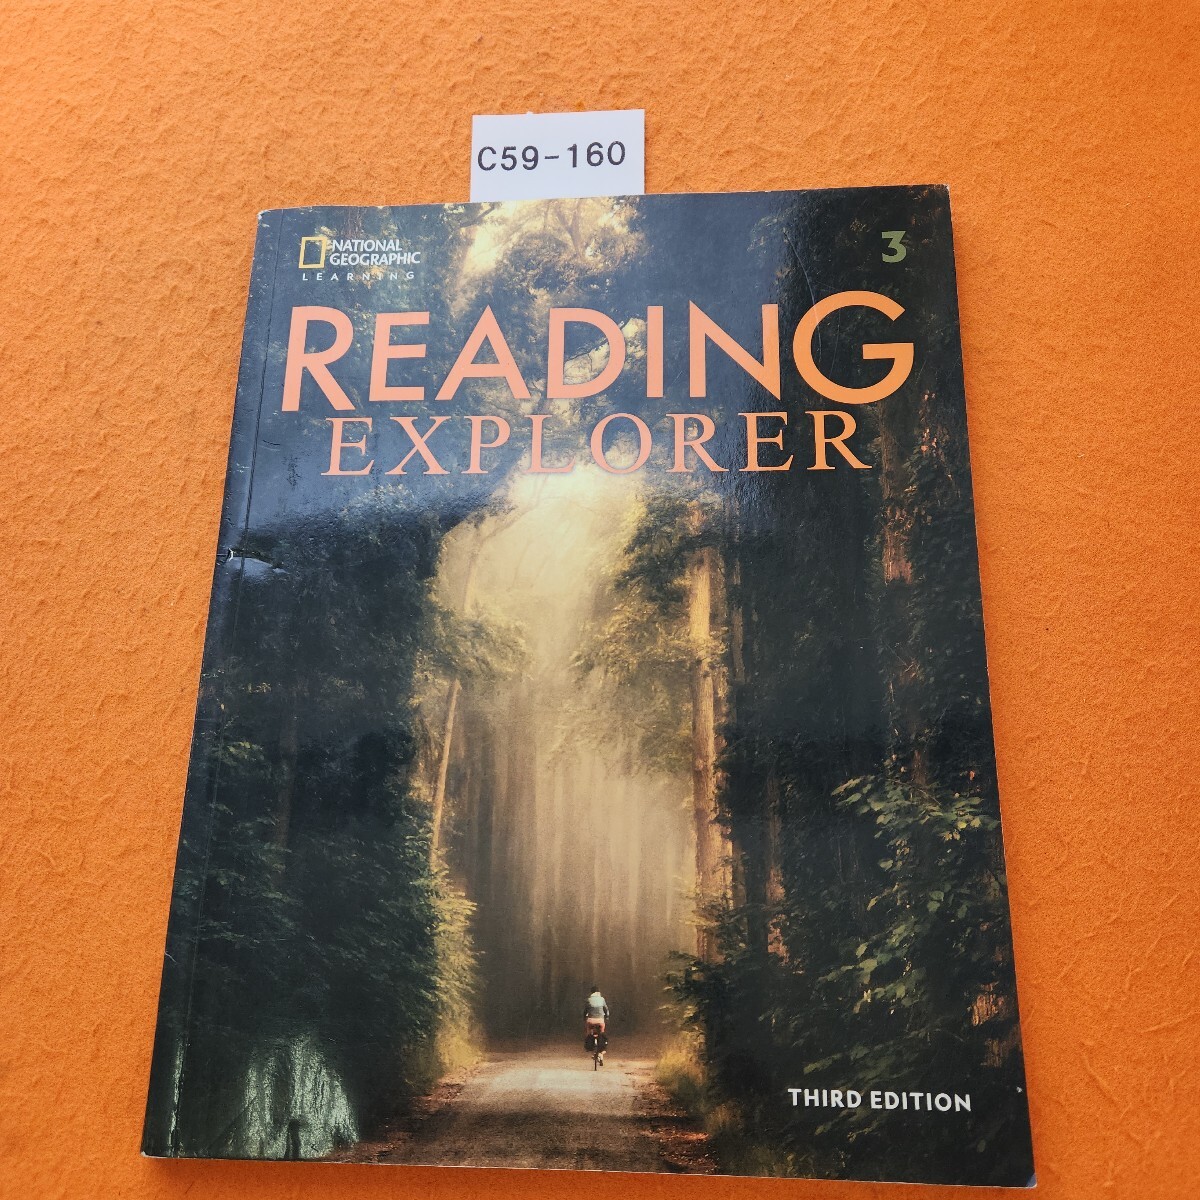 C59-160
NATIONAL
GEOGRAPHIC
LEARNING
3
READING
EXPLORER
THIRD EDITION